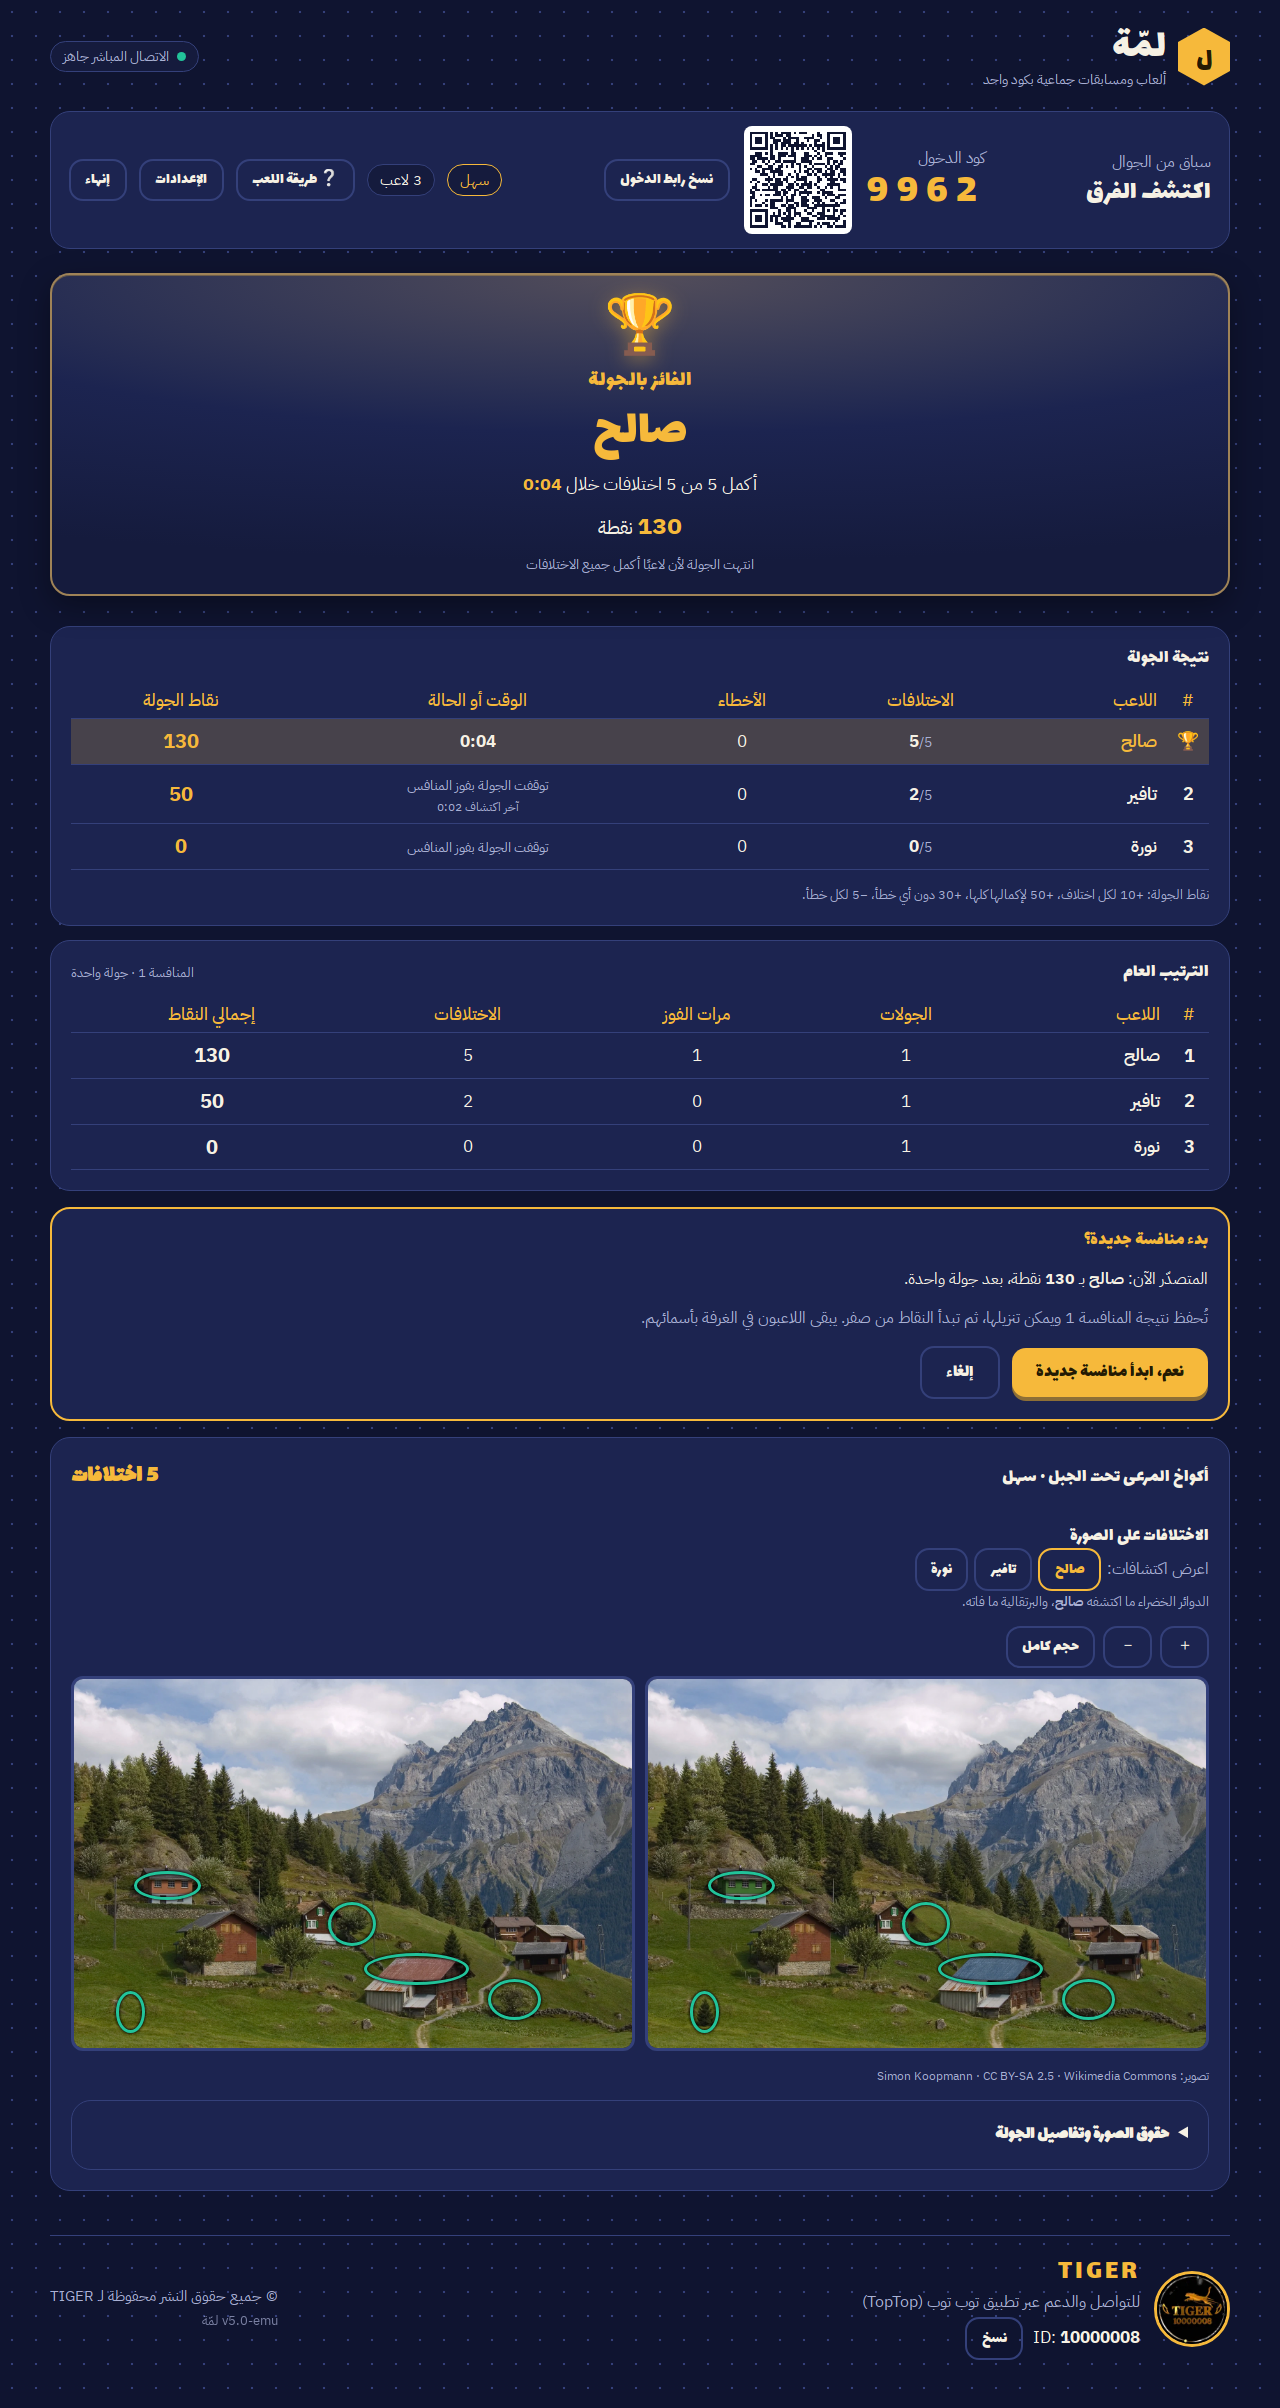 ل
لمّة
ألعاب ومسابقات جماعية بكود واحد
الاتصال المباشر جاهز
سباق من الجوال
اكتشف الفرق
كود الدخول
9962
نسخ رابط الدخول
سهل
3 لاعب
❔ طريقة اللعب
الإعدادات
إنهاء
الفائز بالجولة
صالح
أكمل 5 من 5 اختلافات خلال 0:04
130 نقطة
انتهت الجولة لأن لاعبًا أكمل جميع الاختلافات
نتيجة الجولة
# اللاعب الاختلافات الأخطاء الوقت أو الحالة نقاط الجولة
🏆 صالح 5/5 0 0:04 130
2 تافير 2/5 0 توقفت الجولة بفوز المنافس 50
آخر اكتشاف 0:02
3 نورة 0/5 0 توقفت الجولة بفوز المنافس 0
نقاط الجولة: +10 لكل اختلاف، +50 لإكمالها كلها، +30 دون أي خطأ، −5 لكل خطأ.
الترتيب العام
المنافسة 1 · جولة واحدة
# اللاعب الجولات مرات الفوز الاختلافات إجمالي النقاط
1 صالح 1 1 5 130
2 تافير 1 0 2 50
3 نورة 1 0 0 0
بدء منافسة جديدة؟
المتصدّر الآن: صالح بـ 130 نقطة، بعد جولة واحدة.
تُحفظ نتيجة المنافسة 1 ويمكن تنزيلها، ثم تبدأ النقاط من صفر. يبقى اللاعبون في الغرفة بأسمائهم.
نعم، ابدأ منافسة جديدة
إلغاء
أكواخ المرعى تحت الجبل · سهل
5 اختلافات
الاختلافات على الصورة
اعرض اكتشافات: صالح تافير نورة
الدوائر الخضراء ما اكتشفه صالح، والبرتقالية ما فاته.
+ − حجم كامل
تصوير: Simon Koopmann · CC BY-SA 2.5 · Wikimedia Commons
◀ حقوق الصورة وتفاصيل الجولة
TIGER
10000008
TIGER
للتواصل والدعم عبر تطبيق توب توب (TopTop)
ID: 10000008 نسخ
© جميع حقوق النشر محفوظة لـ TIGER
لمّة v5.0-emu